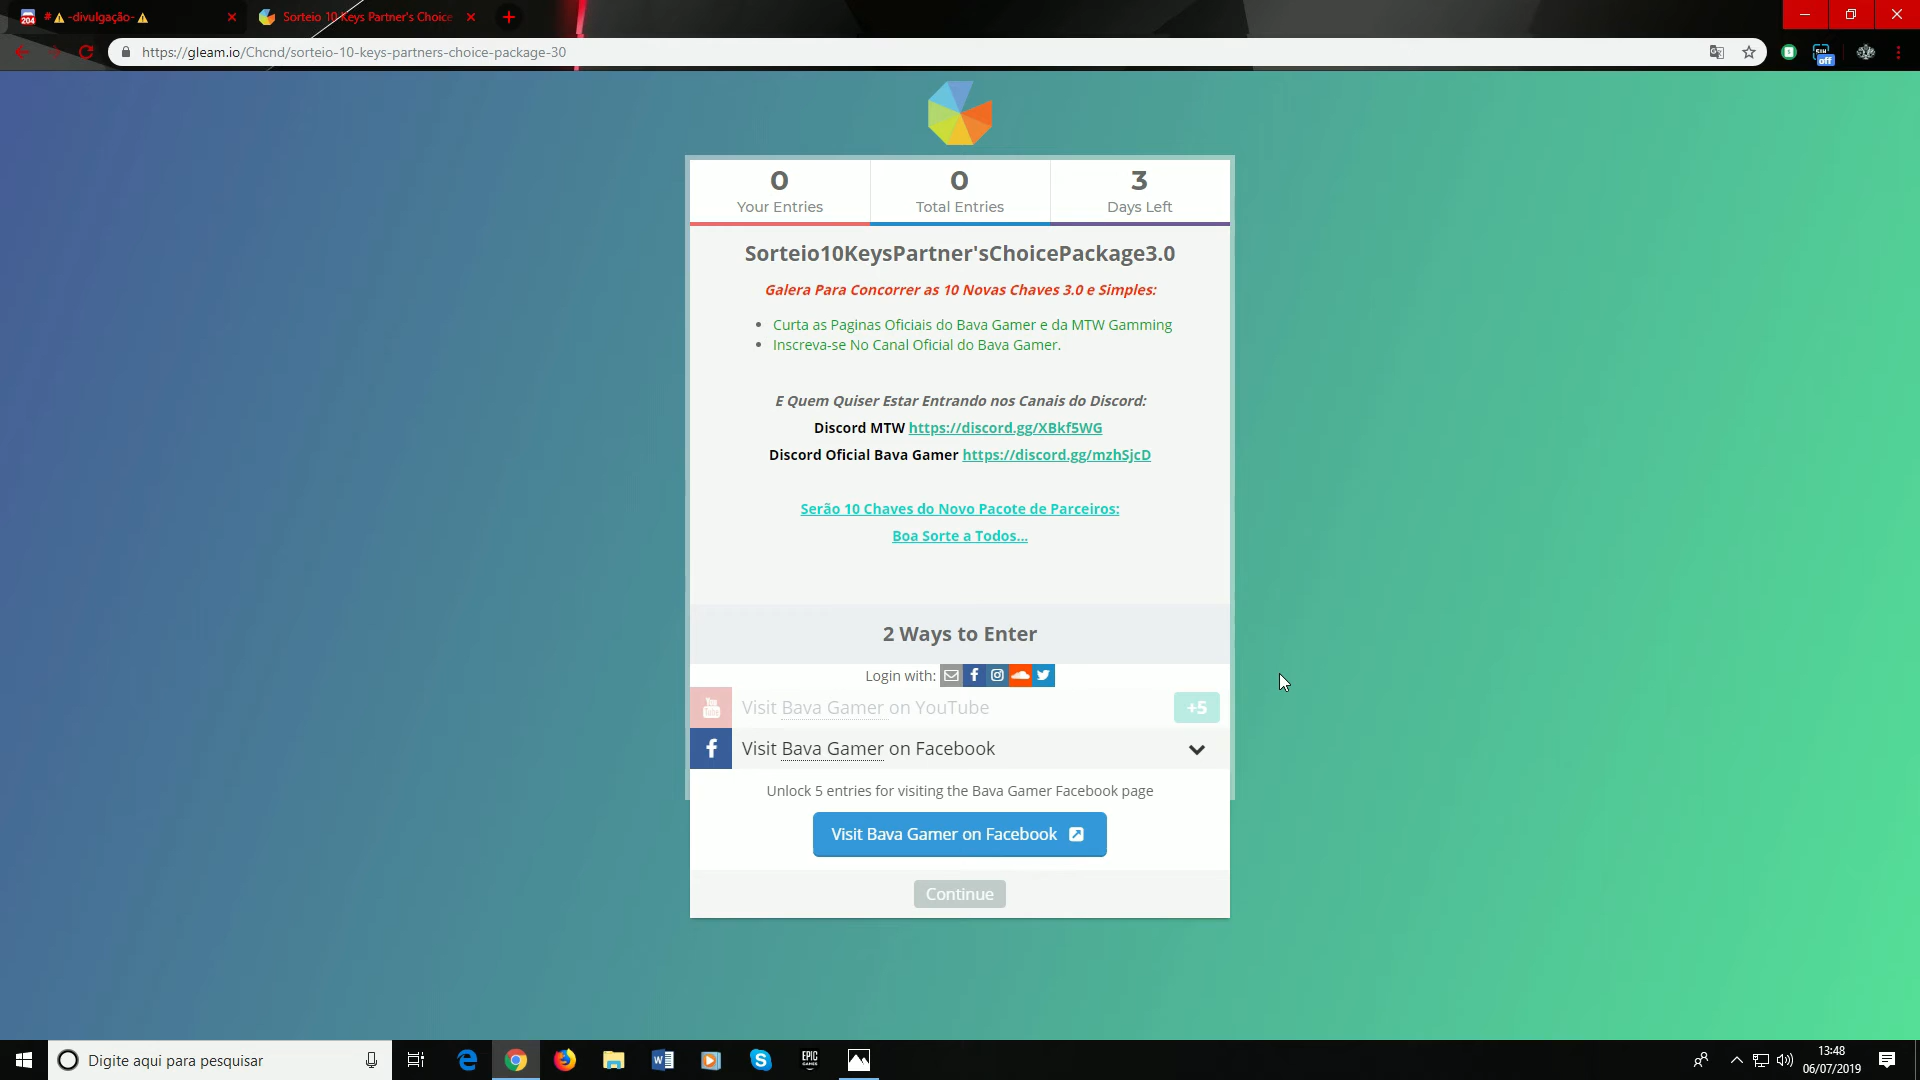 204 # ⚠ -divulgação- ⚠
Sorteio 10 Keys Partner's Choice
https://gleam.io/Chcnd/sorteio-10-keys-partners-choice-package-30
off
0
Your Entries
0
Total Entries
3
Days Left
Sorteio10KeysPartner'sChoicePackage3.0
Galera Para Concorrer as 10 Novas Chaves 3.0 e Simples:
• Curta as Paginas Oficiais do Bava Gamer e da MTW Gamming
• Inscreva-se No Canal Oficial do Bava Gamer.
E Quem Quiser Estar Entrando nos Canais do Discord:
Discord MTW https://discord.gg/XBkf5WG
Discord Oficial Bava Gamer https://discord.gg/mzhSjcD
Serão 10 Chaves do Novo Pacote de Parceiros:
Boa Sorte a Todos...
2 Ways to Enter
Login with:
Visit Bava Gamer on YouTube +5
Visit Bava Gamer on Facebook
Unlock 5 entries for visiting the Bava Gamer Facebook page
Visit Bava Gamer on Facebook
Continue
Digite aqui para pesquisar
EPIC GAMES
13:48
06/07/2019